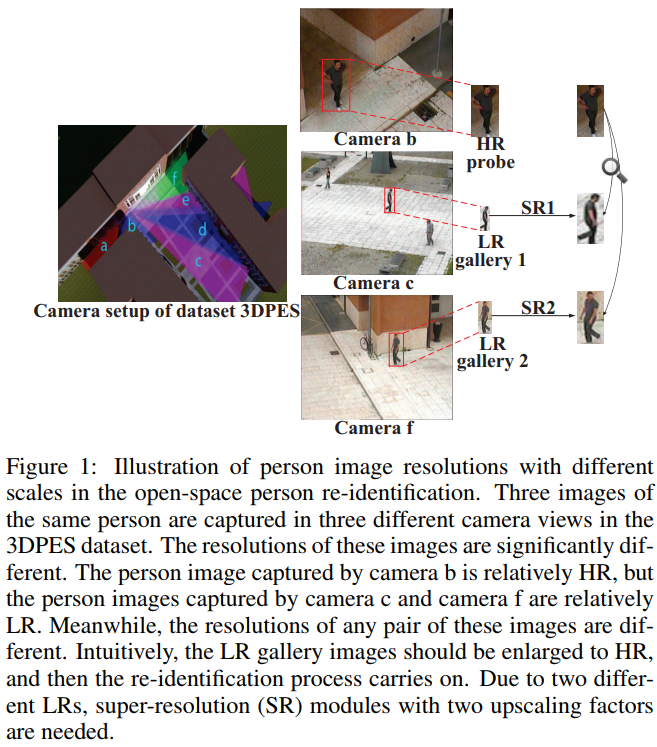 Camera b
HR
probe
a
b
c
d
e
f
SR1
LR
gallery 1
Camera c
Camera setup of dataset 3DPES
SR2
LR
gallery 2
Camera f
Figure 1: Illustration of person image resolutions with different
scales in the open-space person re-identification. Three images of
the same person are captured in three different camera views in the
3DPES dataset. The resolutions of these images are significantly dif-
ferent. The person image captured by camera b is relatively HR, but
the person images captured by camera c and camera f are relatively
LR. Meanwhile, the resolutions of any pair of these images are dif-
ferent. Intuitively, the LR gallery images should be enlarged to HR,
and then the re-identification process carries on. Due to two differ-
ent LRs, super-resolution (SR) modules with two upscaling factors
are needed.